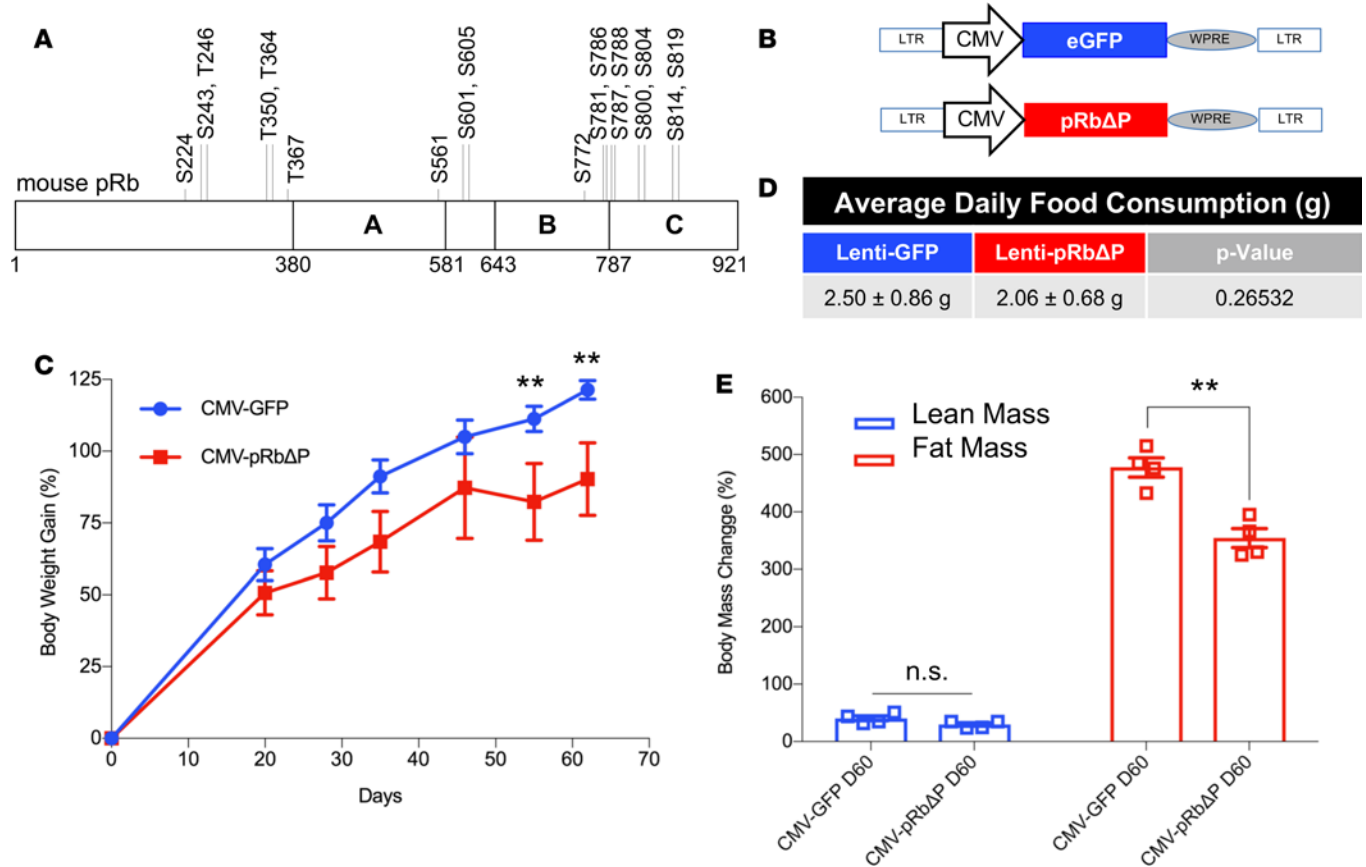 A
S224
S243, T246
T350, T364
T367
S561
S601, S605
S772
S781, S786
S787, S788
S800, S804
S814, S819
mouse pRb
A
B
C
1
380
581
643
787
921
B
LTR
CMV
eGFP
WPRE
LTR
LTR
CMV
pRbΔP
WPRE
LTR
D
Average Daily Food Consumption (g)
Lenti-GFP
Lenti-pRbΔP
p-Value
2.50 ± 0.86 g
2.06 ± 0.68 g
0.26532
C
Body Weight Gain (%)
125
100
75
50
25
0
CMV-GFP
CMV-pRbΔP
**
**
0
10
20
30
40
50
60
70
Days
E
Body Mass Changge (%)
600
500
400
300
200
100
0
Lean Mass
Fat Mass
n.s.
**
CMV-GFP D60
CMV-pRbΔP D60
CMV-GFP D60
CMV-pRbΔP D60